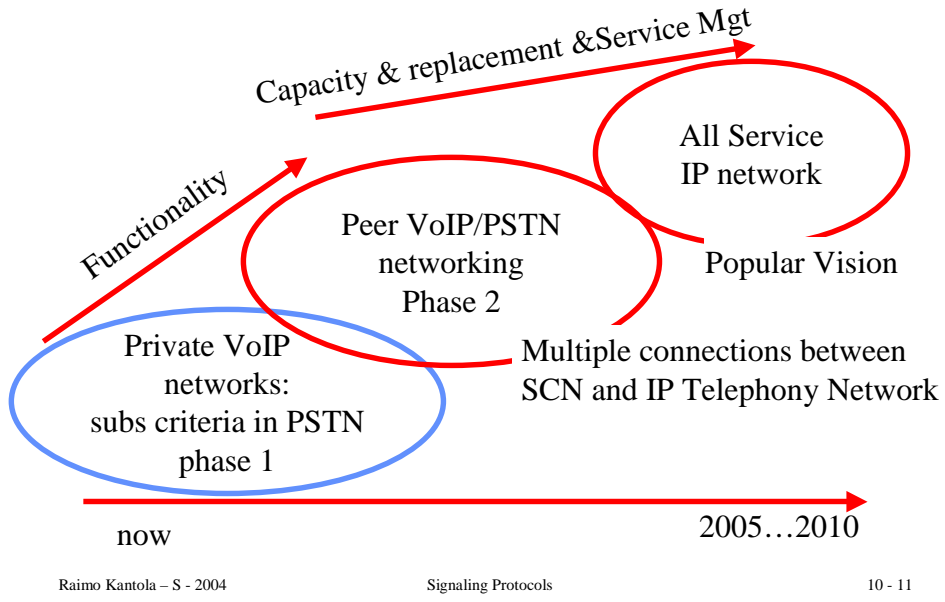 Capacity & replacement &Service Mgt
All Service
IP network
Functionality
Peer VoIP/PSTN
networking
Phase 2
Popular Vision
Private VoIP
networks:
subs criteria in PSTN
phase 1
Multiple connections between
SCN and IP Telephony Network
now
2005…2010
Raimo Kantola – S - 2004
Signaling Protocols
10 - 11